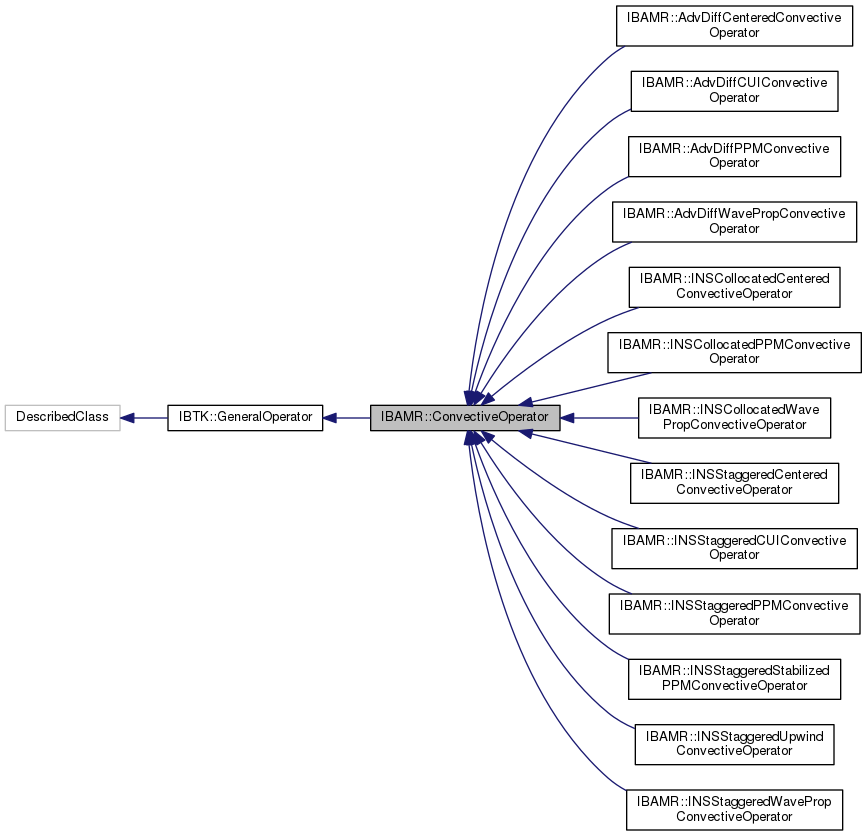 IBAMR::AdvDiffCenteredConvective
Operator
IBAMR::AdvDiffCUIConvective
Operator
IBAMR::AdvDiffPPMConvective
Operator
IBAMR::AdvDiffWavePropConvective
Operator
IBAMR::INSCollocatedCentered
ConvectiveOperator
IBAMR::INSCollocatedPPMConvective
Operator
DescribedClass
IBTK::GeneralOperator
IBAMR::ConvectiveOperator
IBAMR::INSCollocatedWave
PropConvectiveOperator
IBAMR::INSStaggeredCentered
ConvectiveOperator
IBAMR::INSStaggeredCUIConvective
Operator
IBAMR::INSStaggeredPPMConvective
Operator
IBAMR::INSStaggeredStabilized
PPMConvectiveOperator
IBAMR::INSStaggeredUpwind
ConvectiveOperator
IBAMR::INSStaggeredWaveProp
ConvectiveOperator